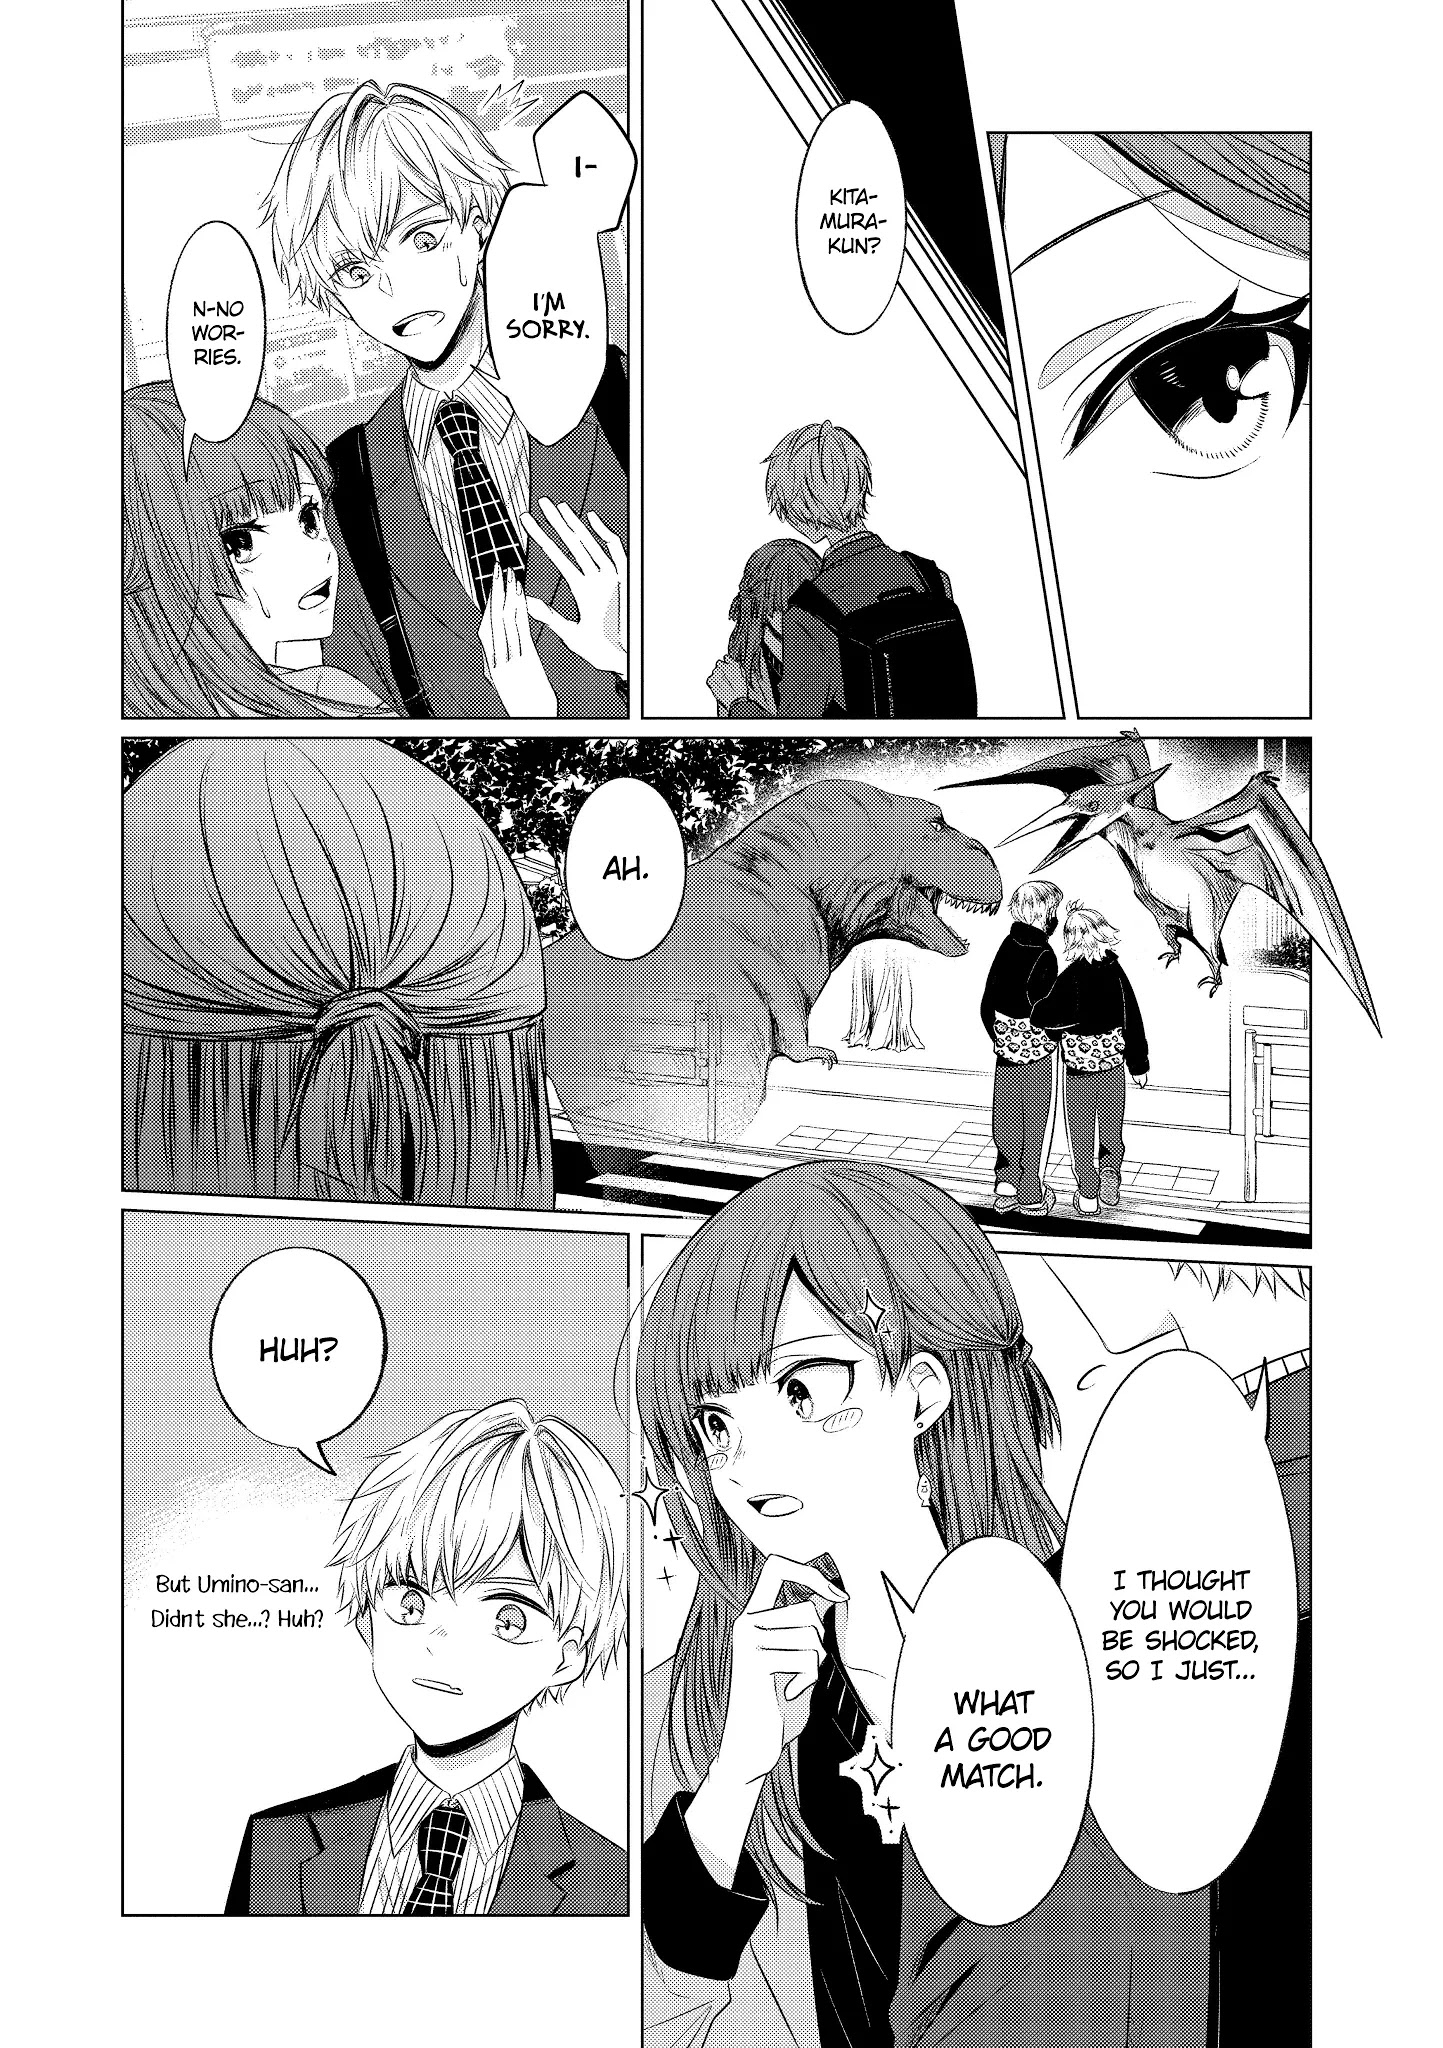 KITA-
MURA-
KUN?
I-
I'M
SORRY.
N-NO
WOR-
RIES.
AH.
I THOUGHT
YOU WOULD
BE SHOCKED,
SO I JUST...
WHAT
A GOOD
MATCH.
HUH?
But Umino-san...
Didn't she...? Huh?